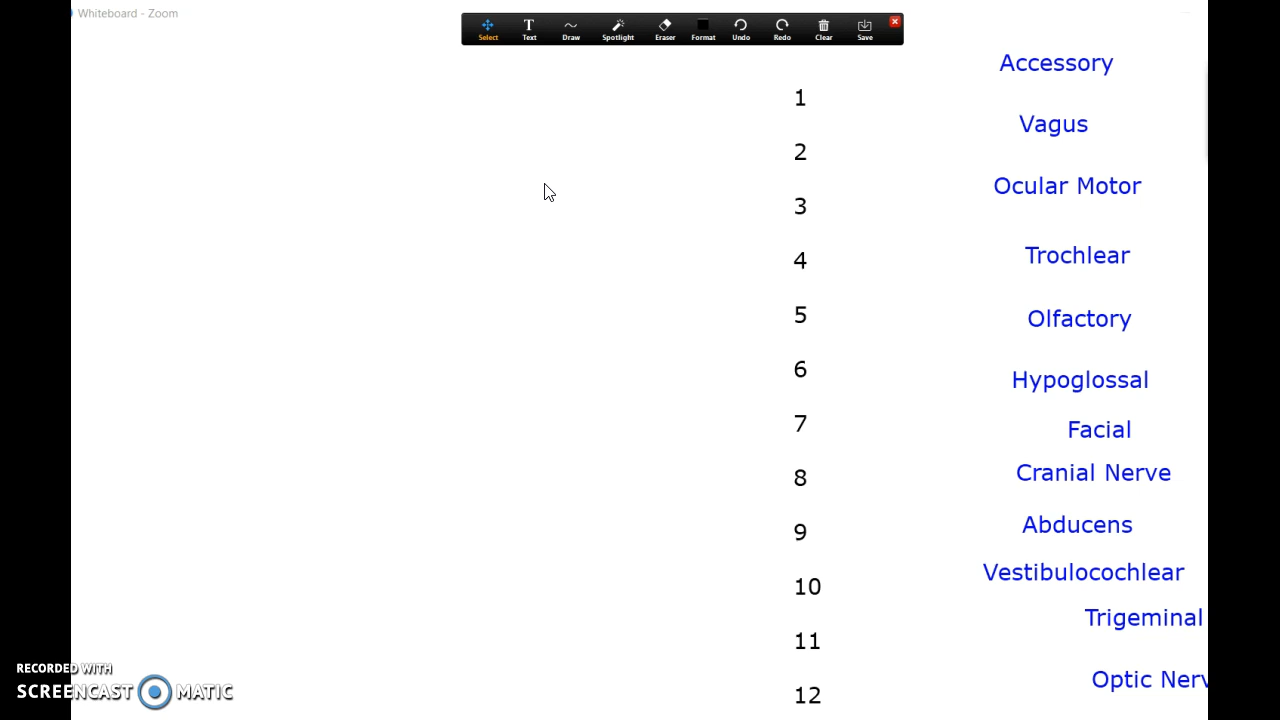 Whiteboard - Zoom
Select Text Draw Spotlight Eraser Format Undo Redo Clear Save
Accessory
1
Vagus
2
Ocular Motor
3
Trochlear
4
5
Olfactory
6
Hypoglossal
7
Facial
8
Cranial Nerve
9
Abducens
10
Vestibulocochlear
11
Trigeminal
12
Optic Nerv
RECORDED WITH
SCREENCAST MATIC